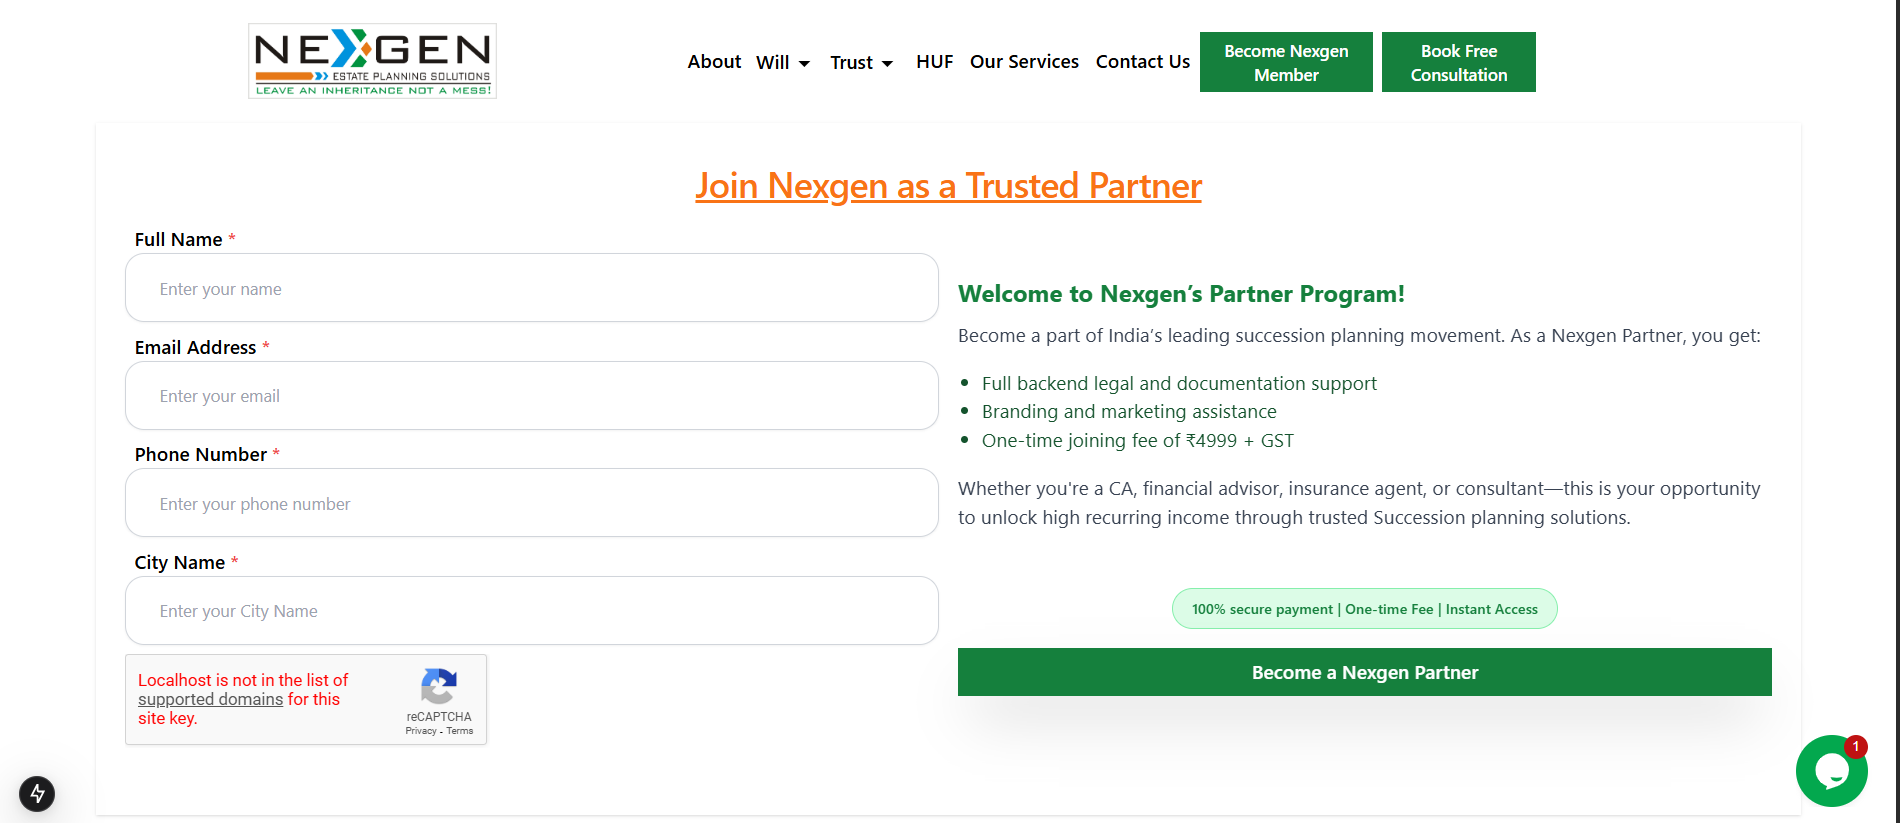 NEXGEN
ESTATE PLANNING SOLUTIONS
LEAVE AN INHERITANCE NOT A MESS!
About Will Trust HUF Our Services Contact Us
Become Nexgen
Member
Book Free
Consultation
Join Nexgen as a Trusted Partner
Full Name *
Enter your name
Email Address *
Enter your email
Phone Number *
Enter your phone number
City Name *
Enter your City Name
Localhost is not in the list of
supported domains for this
site key.
reCAPTCHA
Privacy - Terms
Welcome to Nexgen’s Partner Program!
Become a part of India’s leading succession planning movement. As a Nexgen Partner, you get:
• Full backend legal and documentation support
• Branding and marketing assistance
• One-time joining fee of ₹4999 + GST
Whether you're a CA, financial advisor, insurance agent, or consultant—this is your opportunity
to unlock high recurring income through trusted Succession planning solutions.
100% secure payment | One-time Fee | Instant Access
Become a Nexgen Partner
1